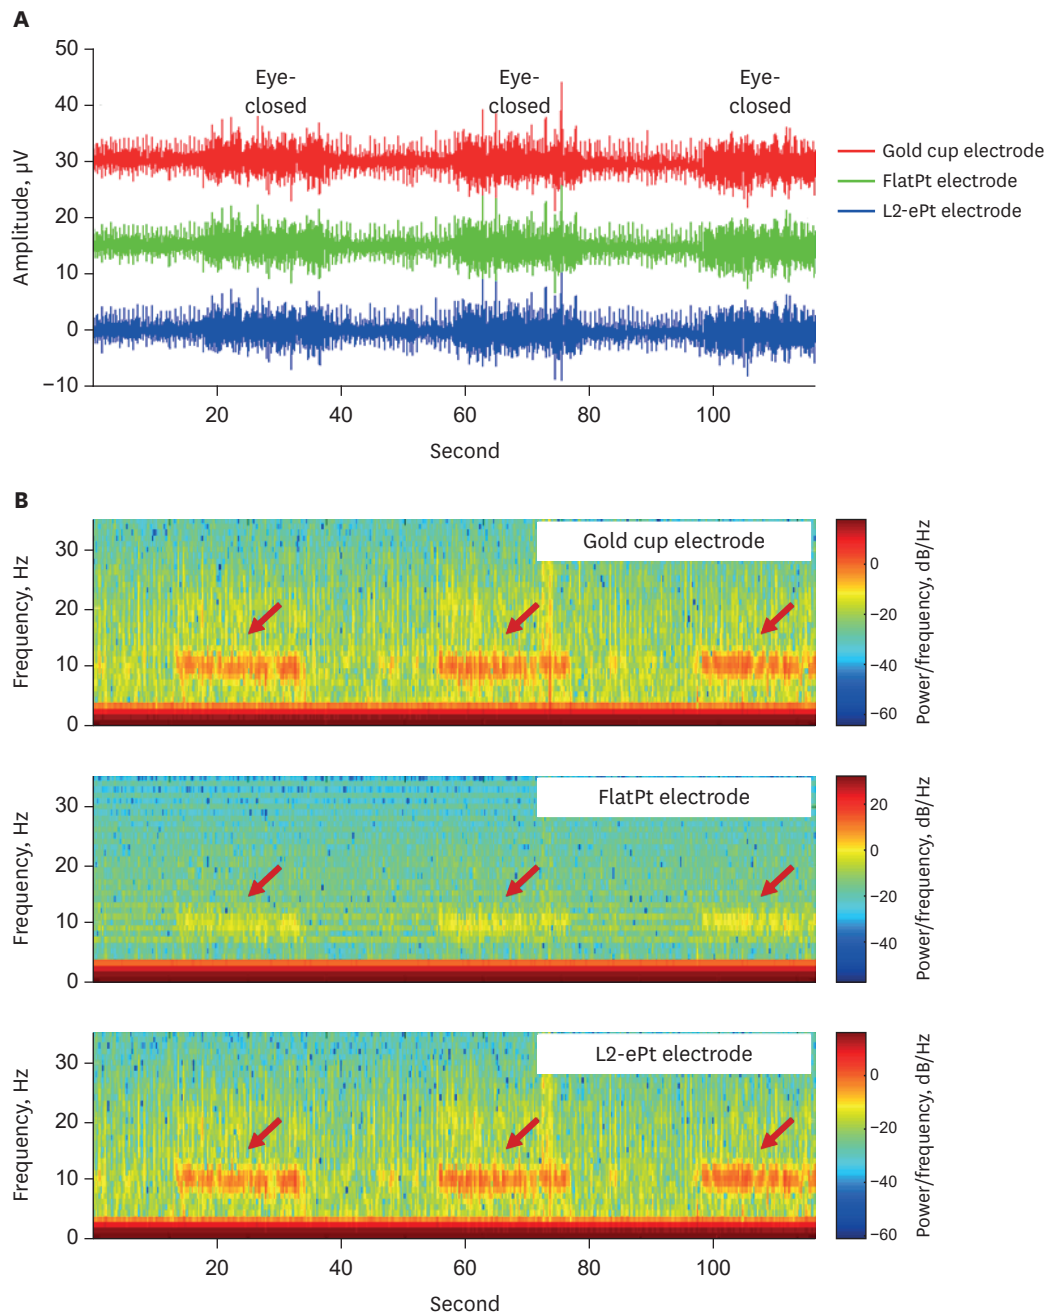 A
50
40
30
20
10
0
−10
Amplitude, µV
Eye-
closed
Eye-
closed
Eye-
closed
Gold cup electrode
FlatPt electrode
L2-ePt electrode
20 40 60 80 100
Second
B
30
20
10
0
Frequency, Hz
Gold cup electrode
0
−20
−40
−60
Power/frequency, dB/Hz
30
20
10
0
Frequency, Hz
FlatPt electrode
20
0
−20
−40
Power/frequency, dB/Hz
30
20
10
0
Frequency, Hz
L2-ePt electrode
0
−20
−40
−60
Power/frequency, dB/Hz
20 40 60 80 100
Second